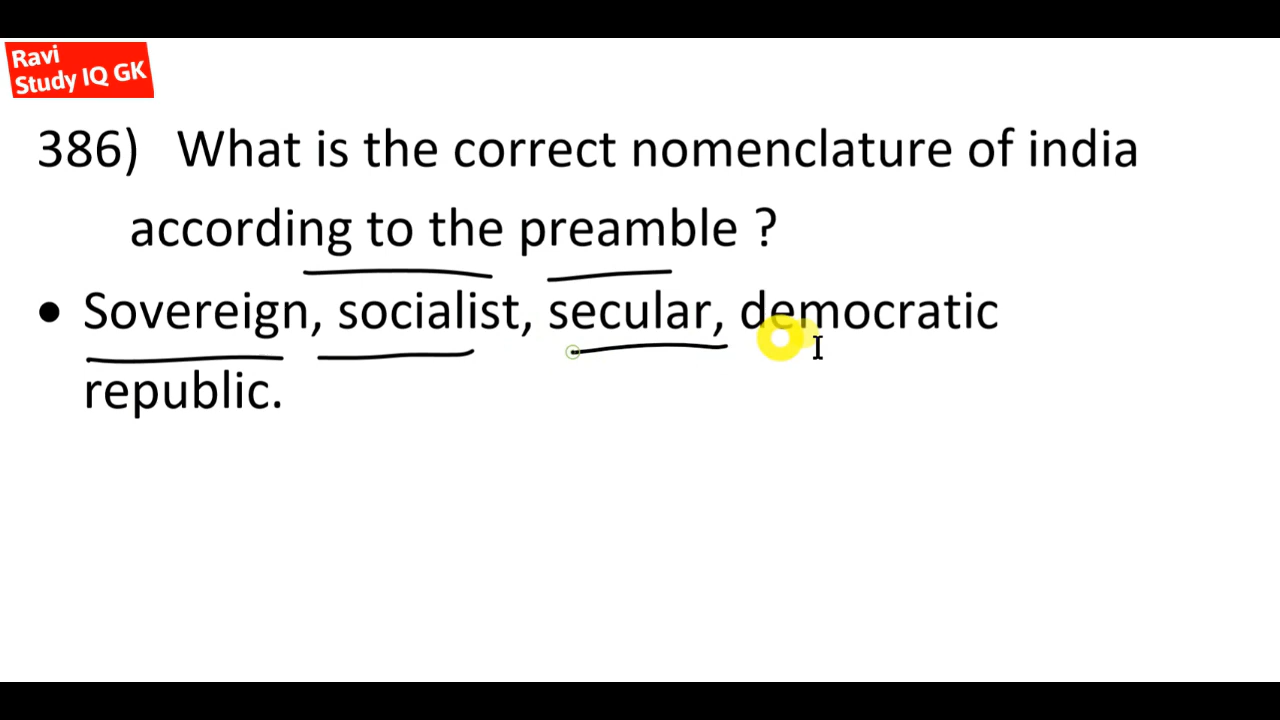 Ravi
Study IQ GK
386) What is the correct nomenclature of india
according to the preamble ?
• Sovereign, socialist, secular, democratic
republic.